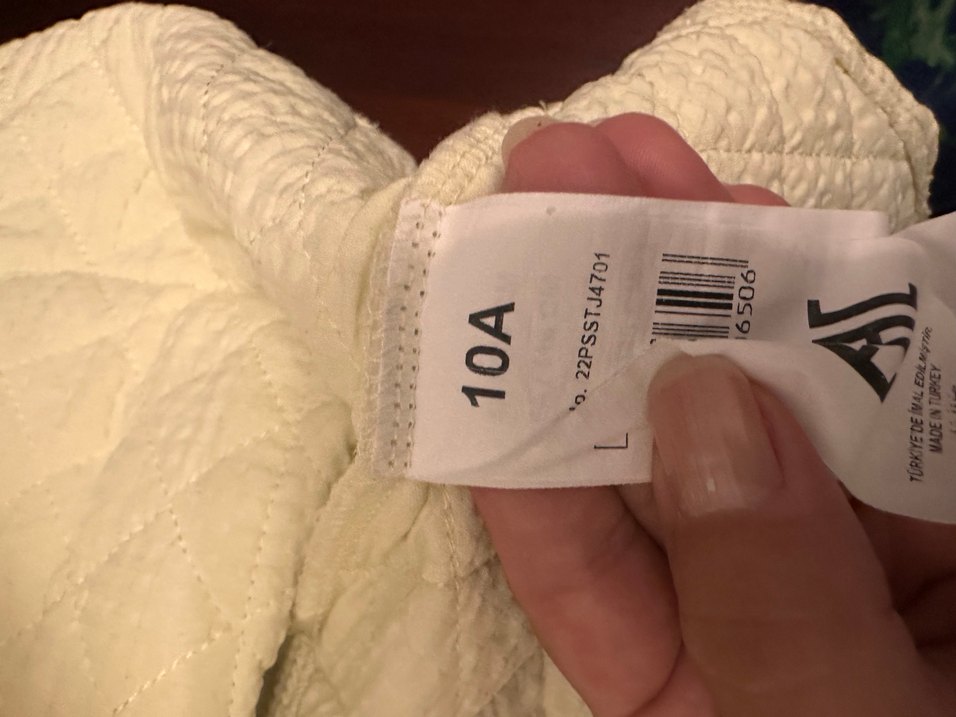 10A
o. 22PSSTJ4701
6506
TÜRKİYE'DE İMAL EDİLMİŞTİR.
MADE IN TURKEY